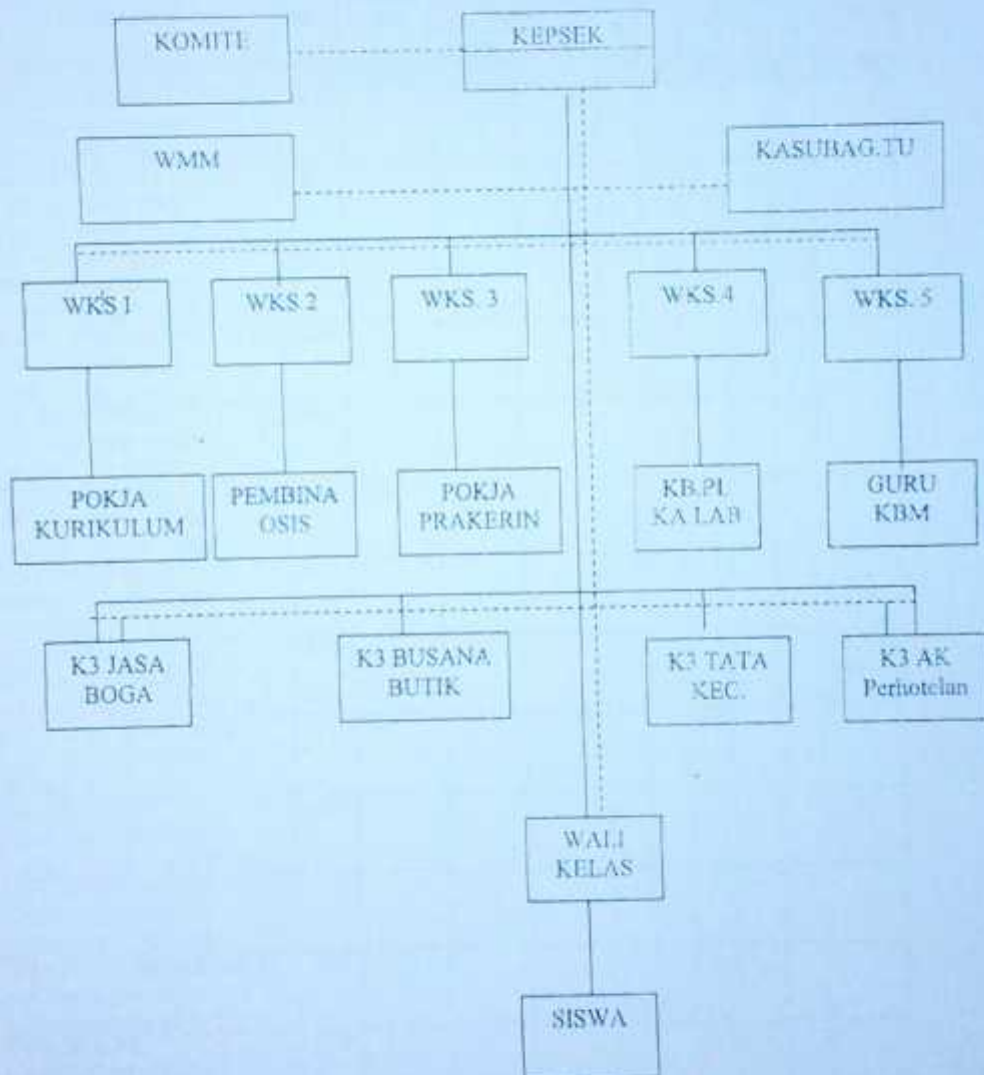 KOMITE
KEPSEK
WMM
KASUBAG.TU
WKS 1
WKS 2
WKS. 3
WKS.4
WKS. 5
POKJA
KURIKULUM
PEMBINA
OSIS
POKJA
PRAKERIN
KB.PL
KA LAB
GURU
KBM
K3 JASA
BOGA
K3 BUSANA
BUTIK
K3 TATA
KEC.
K3 AK
Perhotelan
WALI
KELAS
SISWA